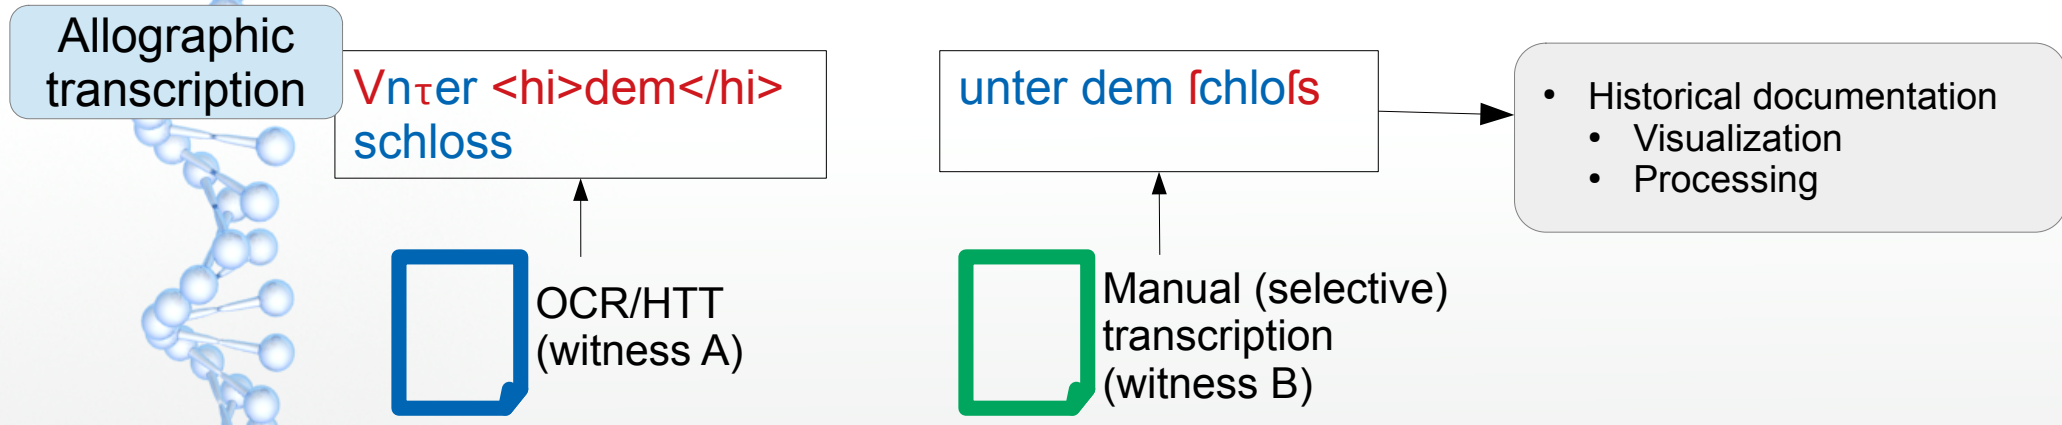 Allographic
transcription
Vnτer <hi>dem</hi>
schloss
unter dem ſchloſs
• Historical documentation
• Visualization
• Processing
OCR/HTT
(witness A)
Manual (selective)
transcription
(witness B)